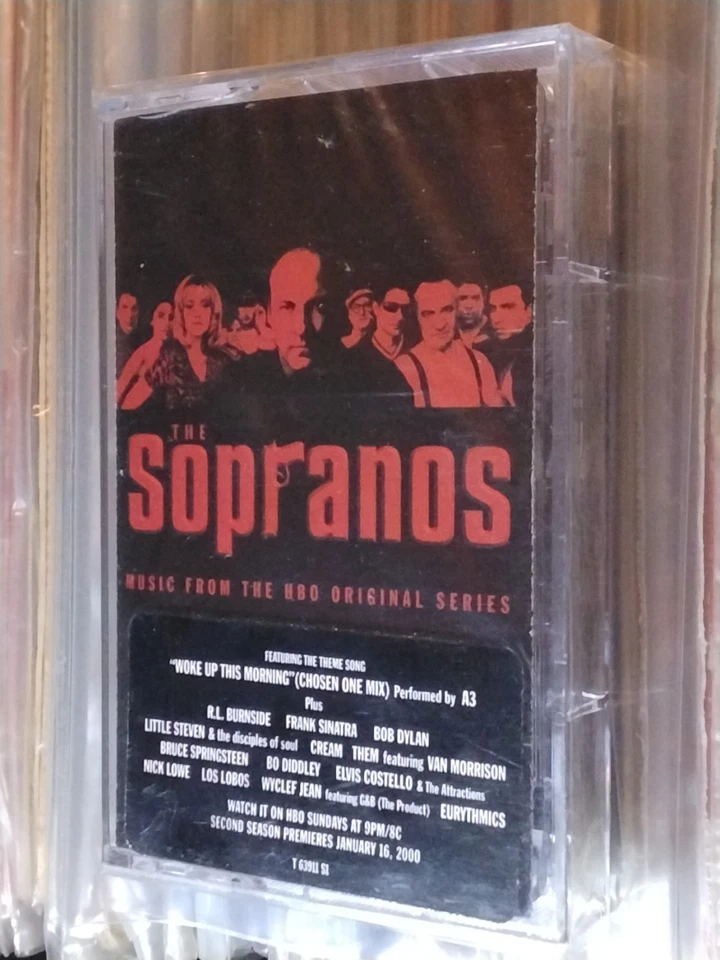 THE
Sopranos
MUSIC FROM THE HBO ORIGINAL SERIES
FEATURING THE THEME SONG
"WOKE UP THIS MORNING" (CHOSEN ONE MIX) Performed by A3
Plus
R.L. BURNSIDE FRANK SINATRA BOB DYLAN
LITTLE STEVEN & the disciples of soul CREAM THEM featuring VAN MORRISON
BRUCE SPRINGSTEEN BO DIDDLEY ELVIS COSTELLO & The Attractions
NICK LOWE LOS LOBOS WYCLEF JEAN featuring G&B (The Product) EURYTHMICS
WATCH IT ON HBO SUNDAYS AT 9PM/8C
SECOND SEASON PREMIERES JANUARY 16, 2000
T 63911 S1